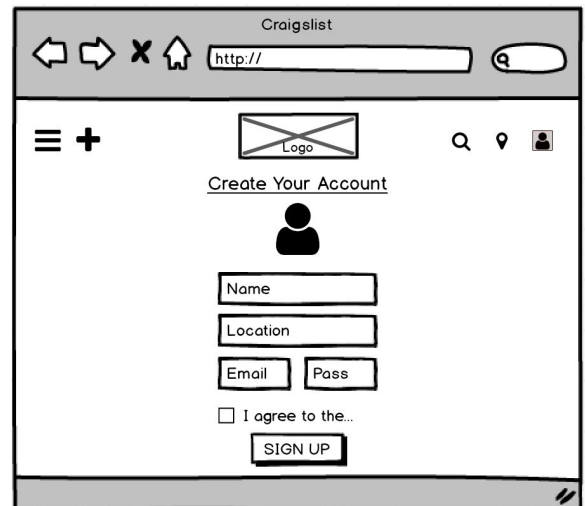 Craigslist
http://
Logo
Create Your Account
Name
Location
Email Pass
I agree to the...
SIGN UP